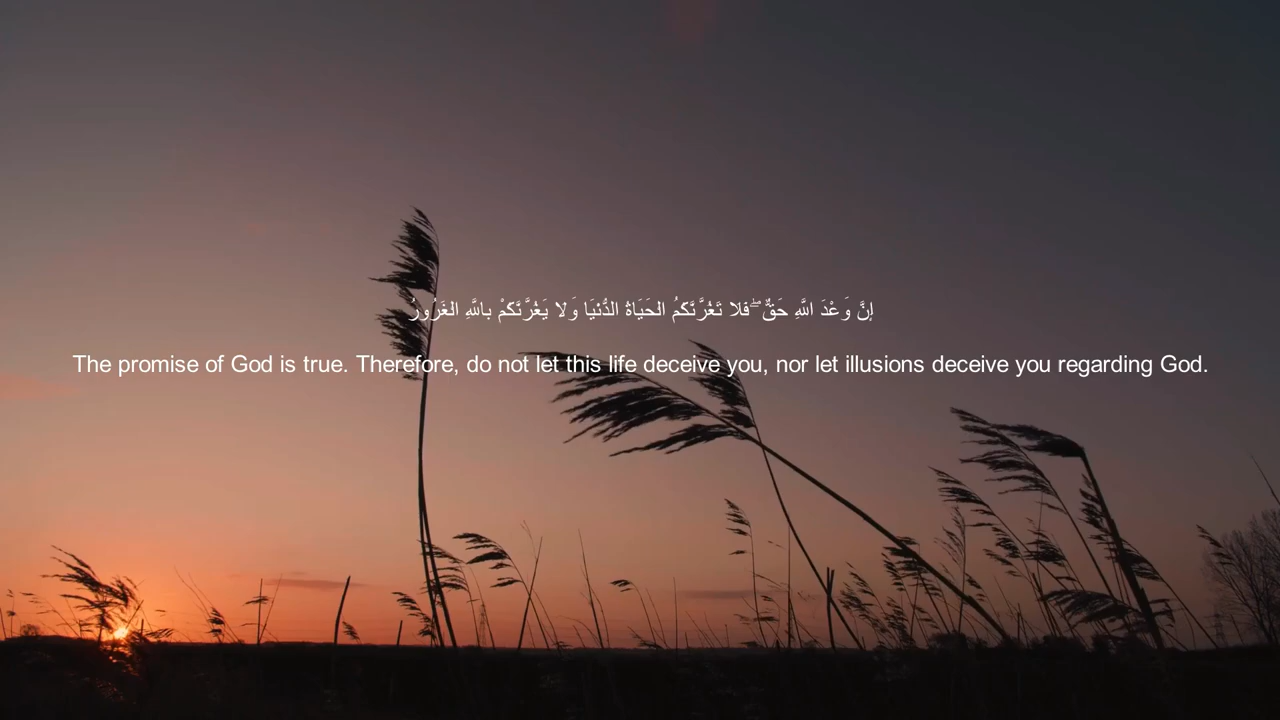 إِنَّ وَعْدَ اللَّهِ حَقٌّ ۖ فَلَا تَغُرَّنَّكُمُ الْحَيَاةُ الدُّنْيَا وَلَا يَغُرَّنَّكُمْ بِاللَّهِ الْغَرُورُ
The promise of God is true. Therefore, do not let this life deceive you, nor let illusions deceive you regarding God.